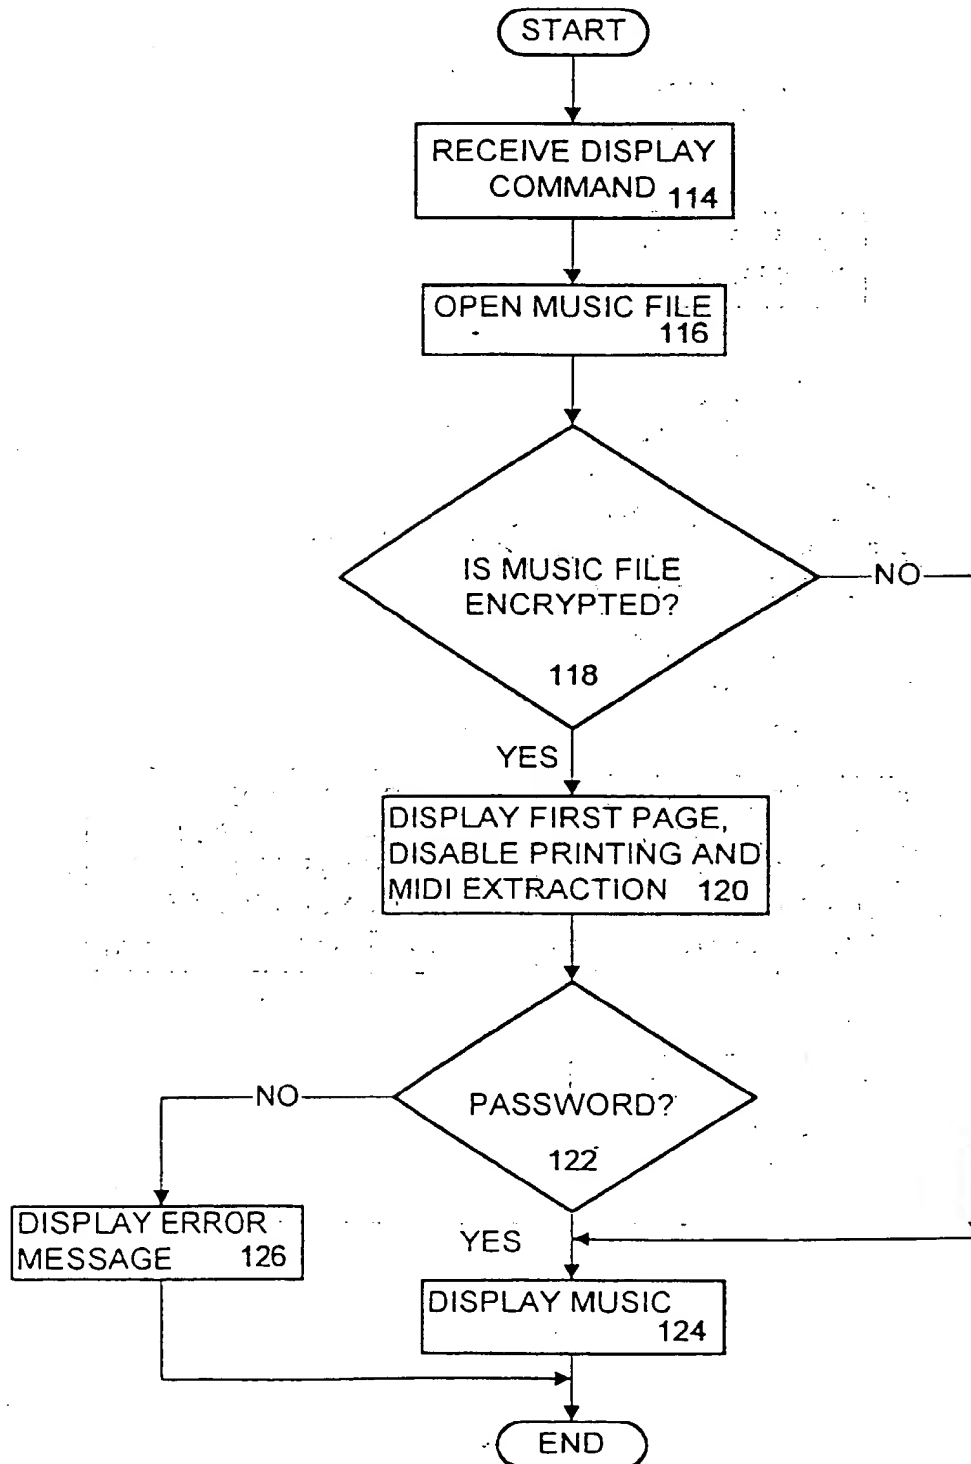 START
RECEIVE DISPLAY
COMMAND 114
OPEN MUSIC FILE
116
IS MUSIC FILE
ENCRYPTED?
118
NO
YES
DISPLAY FIRST PAGE,
DISABLE PRINTING AND
MIDI EXTRACTION 120
NO
PASSWORD?
122
YES
DISPLAY ERROR
MESSAGE 126
DISPLAY MUSIC
124
END